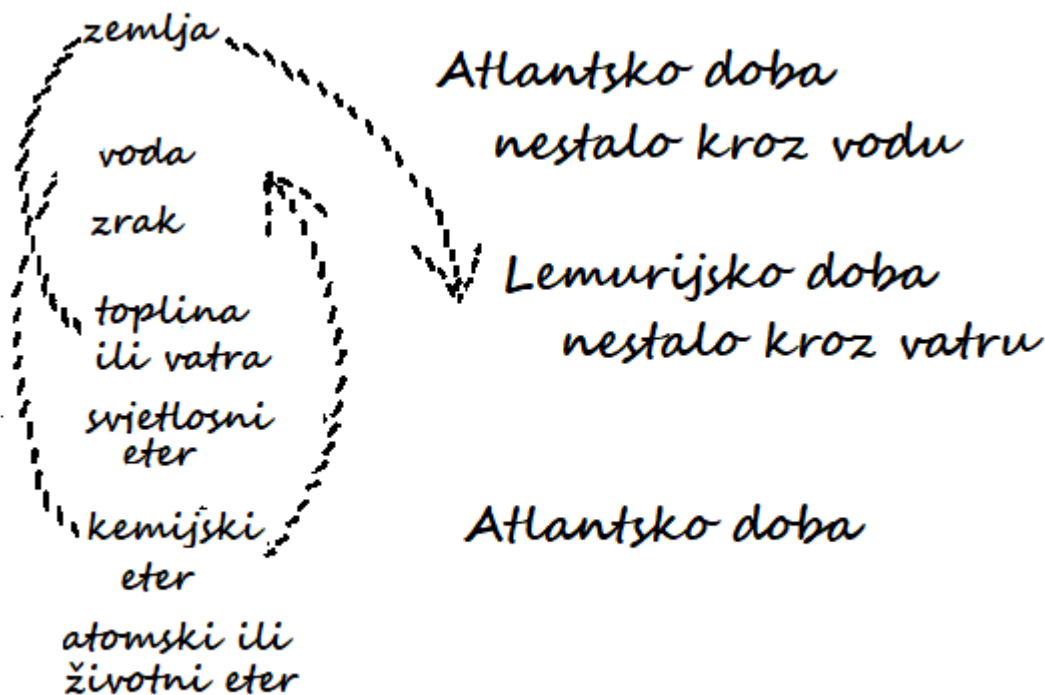 zemlja
Atlantsko doba
nestalo kroz vodu
voda
zrak
Lemurijsko doba
nestalo kroz vatru
toplina
ili vatra
svjetlosni
eter
kemijski
eter
Atlantsko doba
atomski ili
životni eter